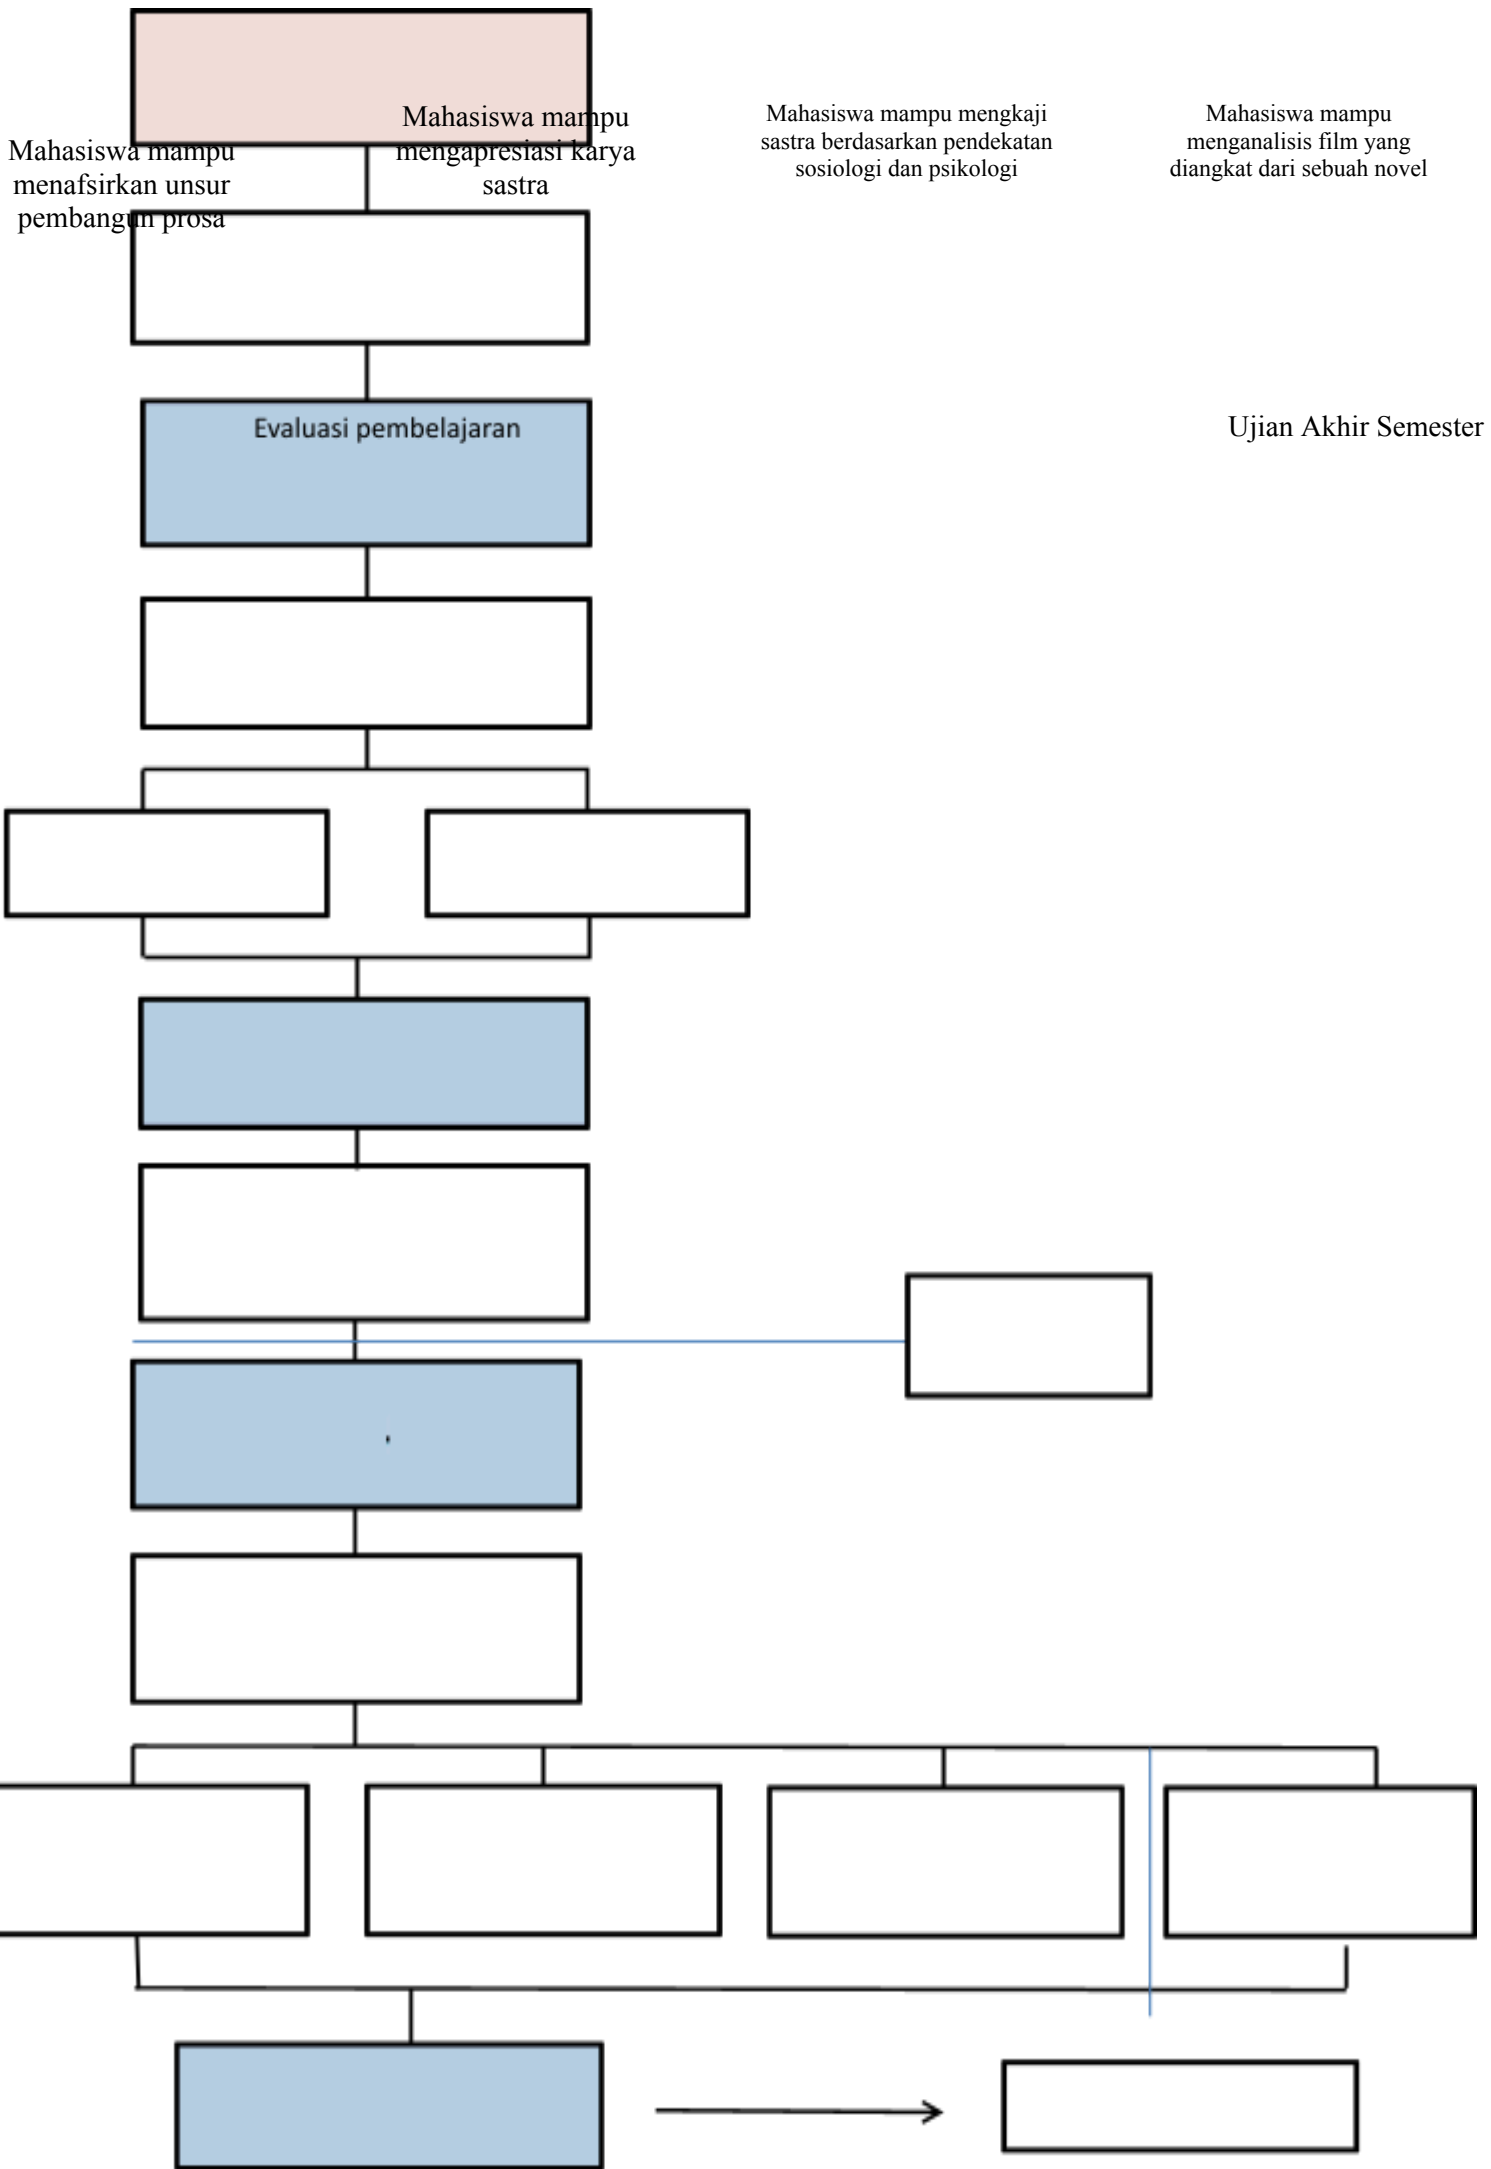 Mahasiswa mampu
menafsirkan unsur
pembangun prosa
Mahasiswa mampu
mengapresiasi karya
sastra
Mahasiswa mampu mengkaji
sastra berdasarkan pendekatan
sosiologi dan psikologi
Mahasiswa mampu
menganalisis film yang
diangkat dari sebuah novel
Evaluasi pembelajaran
Ujian Akhir Semester